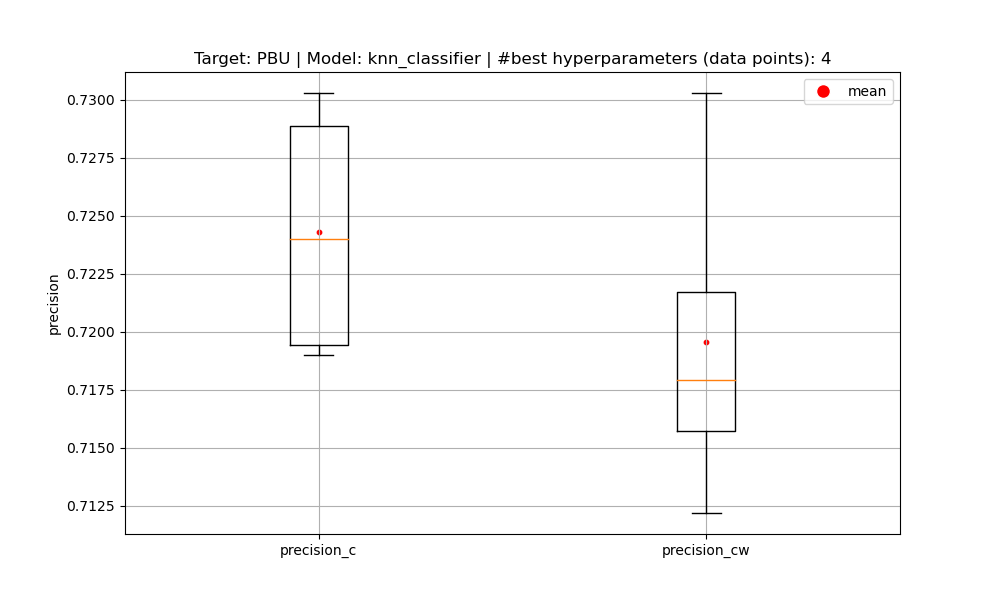 Target: PBU | Model: knn_classifier | #best hyperparameters (data points): 4
mean
0.7300
0.7275
0.7250
0.7225
0.7200
0.7175
0.7150
0.7125
precision
precision_c
precision_cw